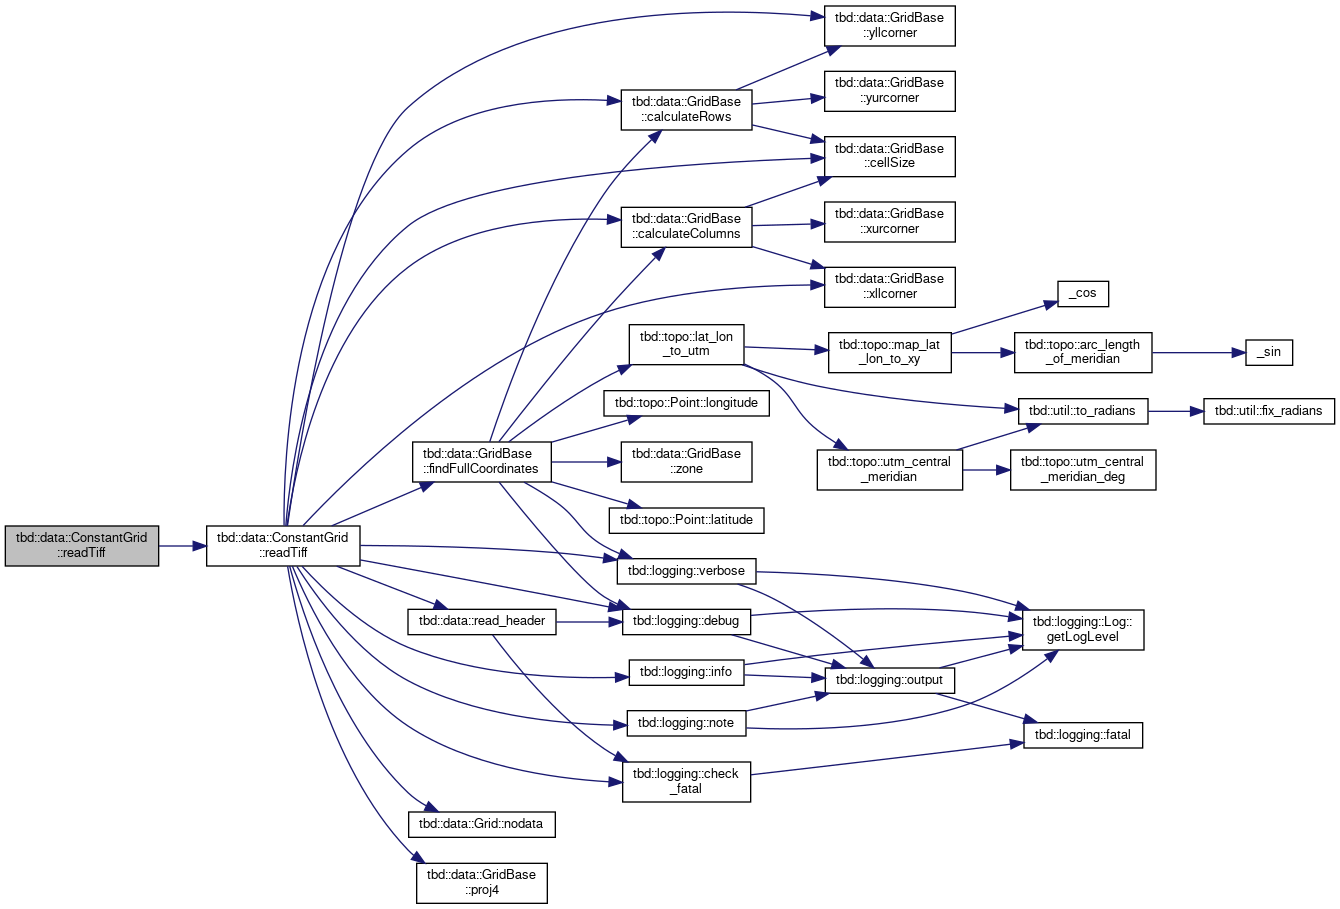 tbd::data::GridBase
::yllcorner
tbd::data::GridBase
::yurcorner
tbd::data::GridBase
::calculateRows
tbd::data::GridBase
::cellSize
tbd::data::GridBase
::calculateColumns
tbd::data::GridBase
::xurcorner
tbd::data::GridBase
::xllcorner
_cos
tbd::topo::lat_lon
_to_utm
tbd::topo::map_lat
_lon_to_xy
tbd::topo::arc_length
_of_meridian
_sin
tbd::topo::Point::longitude
tbd::util::to_radians
tbd::util::fix_radians
tbd::data::GridBase
::findFullCoordinates
tbd::data::GridBase
::zone
tbd::topo::utm_central
_meridian
tbd::topo::utm_central
_meridian_deg
tbd::topo::Point::latitude
tbd::data::ConstantGrid
::readTiff
tbd::data::ConstantGrid
::readTiff
tbd::logging::verbose
tbd::data::read_header
tbd::logging::debug
tbd::logging::Log::
getLogLevel
tbd::logging::info
tbd::logging::output
tbd::logging::note
tbd::logging::fatal
tbd::logging::check
_fatal
tbd::data::Grid::nodata
tbd::data::GridBase
::proj4